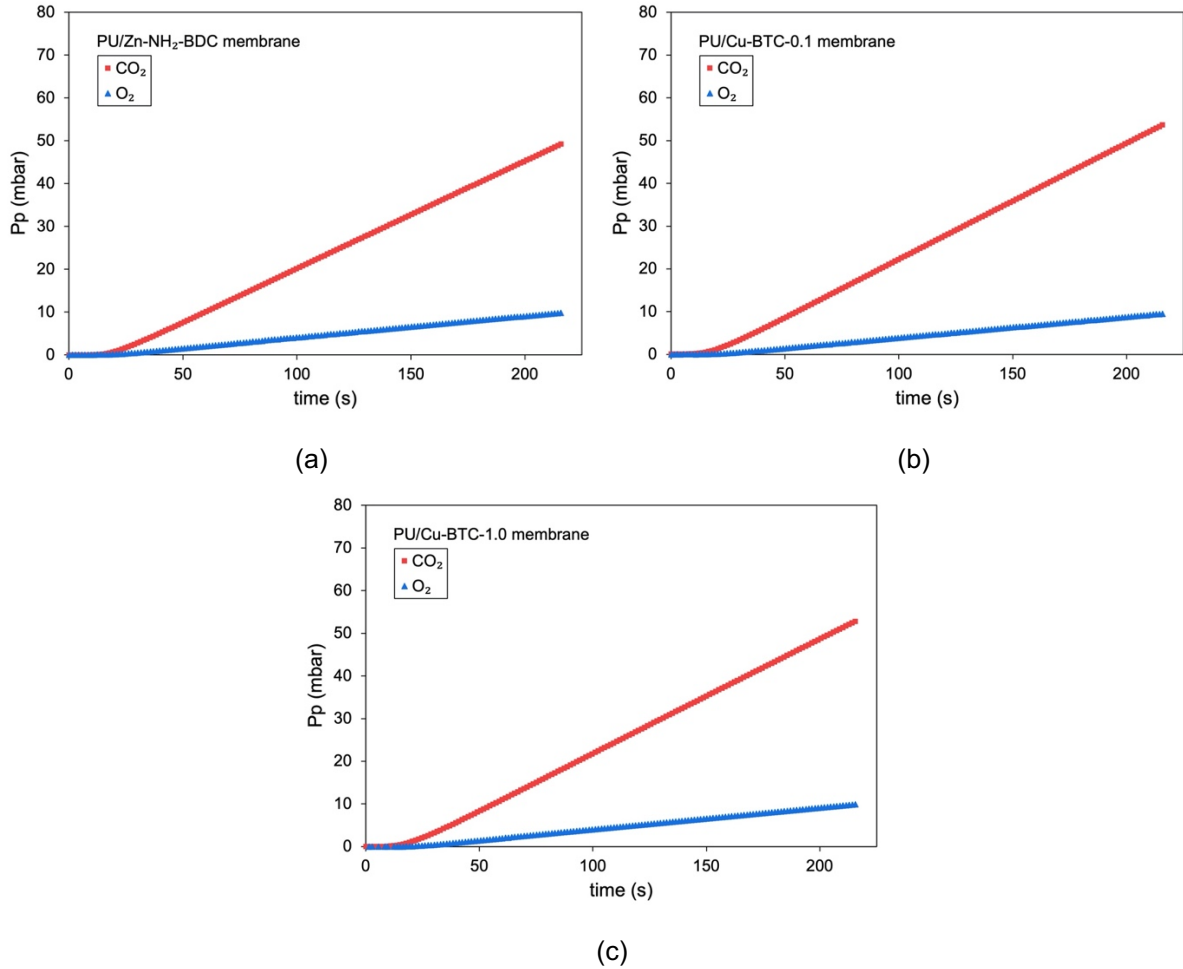 PU/Zn-NH₂-BDC membrane
CO₂
O₂
80
70
60
50
40
30
20
10
0
Pp (mbar)
0 50 100 150 200
time (s)
(a)
PU/Cu-BTC-0.1 membrane
CO₂
O₂
80
70
60
50
40
30
20
10
0
Pp (mbar)
0 50 100 150 200
time (s)
(b)
PU/Cu-BTC-1.0 membrane
CO₂
O₂
80
70
60
50
40
30
20
10
0
Pp (mbar)
0 50 100 150 200
time (s)
(c)